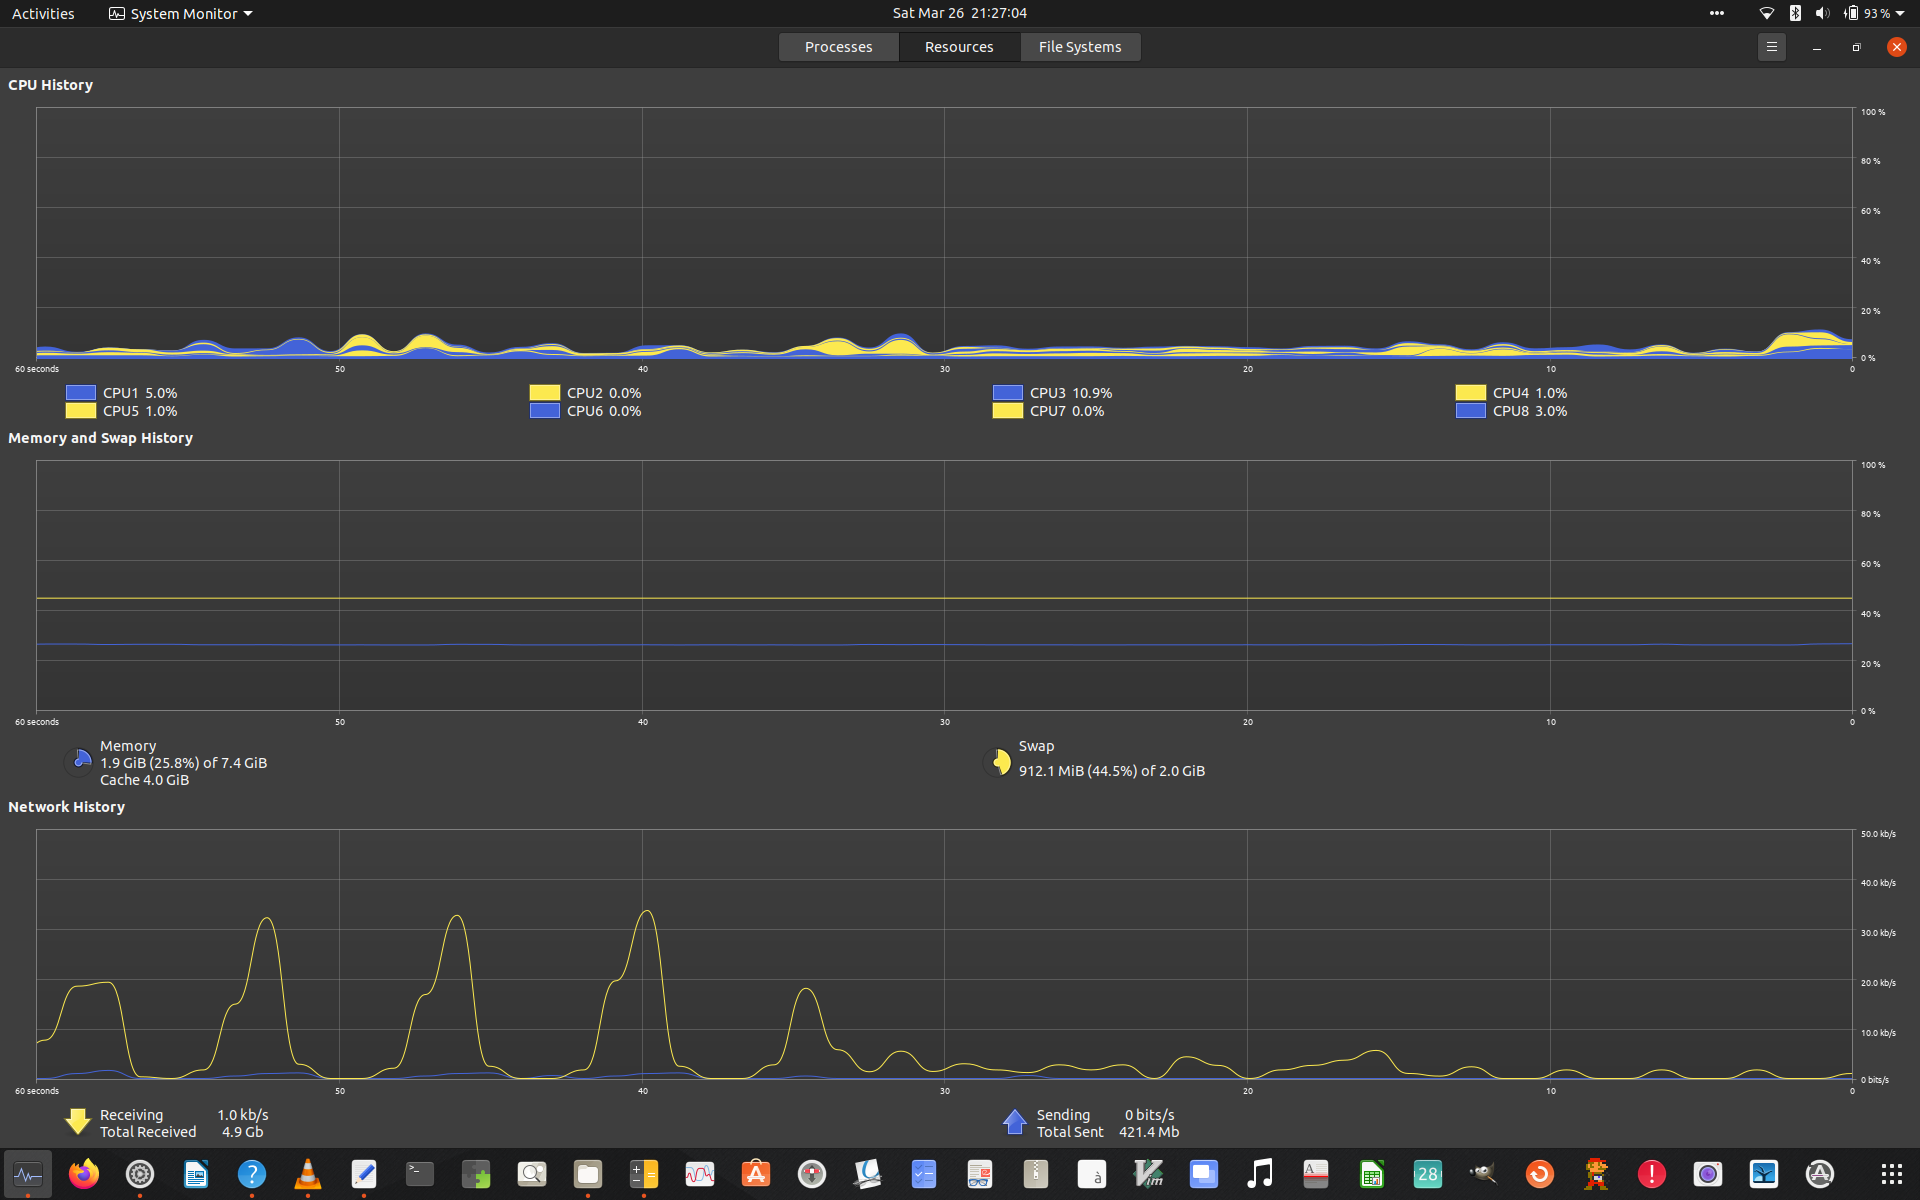 Activities
System Monitor
Sat Mar 26 21:27:04
93 %
Processes
Resources
File Systems
CPU History
100 %
80 %
60 %
40 %
20 %
0 %
60 seconds
50
40
30
20
10
0
CPU1 5.0%
CPU2 0.0%
CPU3 10.9%
CPU4 1.0%
CPU5 1.0%
CPU6 0.0%
CPU7 0.0%
CPU8 3.0%
Memory and Swap History
100 %
80 %
60 %
40 %
20 %
0 %
60 seconds
50
40
30
20
10
0
Memory
1.9 GiB (25.8%) of 7.4 GiB
Cache 4.0 GiB
Swap
912.1 MiB (44.5%) of 2.0 GiB
Network History
50.0 kb/s
40.0 kb/s
30.0 kb/s
20.0 kb/s
10.0 kb/s
0 bits/s
60 seconds
50
40
30
20
10
0
Receiving 1.0 kb/s
Total Received 4.9 Gb
Sending 0 bits/s
Total Sent 421.4 Mb
?
>_
à
Vim
A
28
!